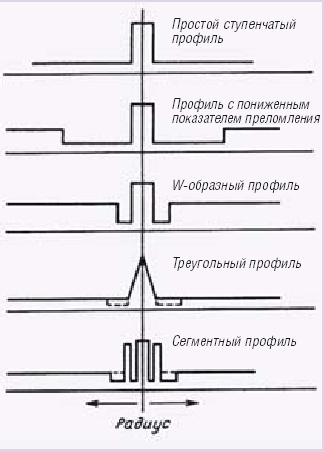 Простой ступенчатый
профиль
Профиль с пониженным
показателем преломления
W-образный профиль
Треугольный профиль
Сегментный профиль
Радиус